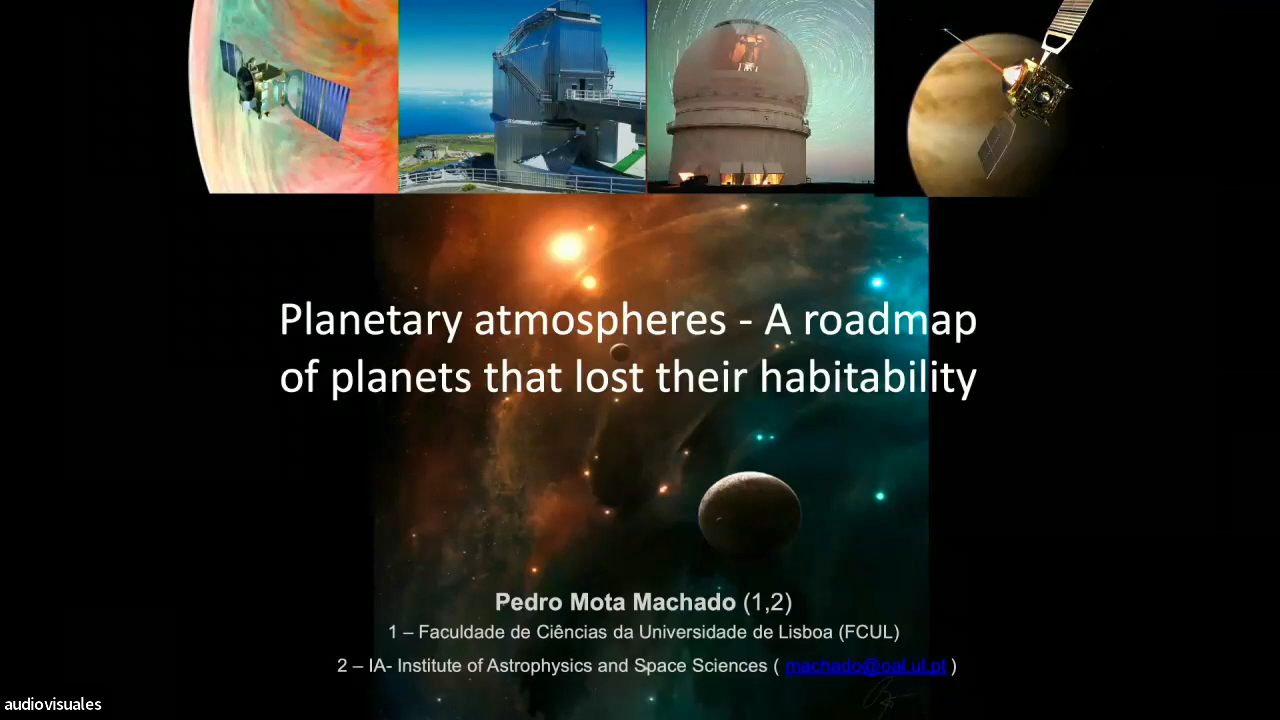 Planetary atmospheres - A roadmap
of planets that lost their habitability
Pedro Mota Machado (1,2)
1 – Faculdade de Ciências da Universidade de Lisboa (FCUL)
2 – IA- Institute of Astrophysics and Space Sciences ( machado@oal.ul.pt )
audiovisuales